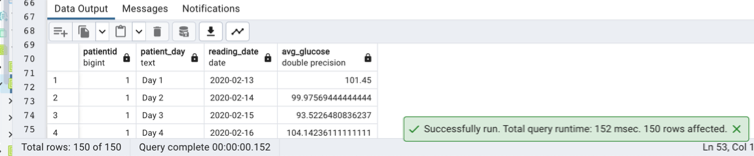 66
67
68
69
70
71
72
73
74
75
Data Output Messages Notifications
patientid bigint patient_day text reading_date date avg_glucose double precision
1 1 Day 1 2020-02-13 101.45
2 1 Day 2 2020-02-14 99.97569444444444
3 1 Day 3 2020-02-15 93.5226480836237
4 1 Day 4 2020-02-16 104.14236111111111
Successfully run. Total query runtime: 152 msec. 150 rows affected.
Total rows: 150 of 150 Query complete 00:00:00.152 Ln 53, Col 1